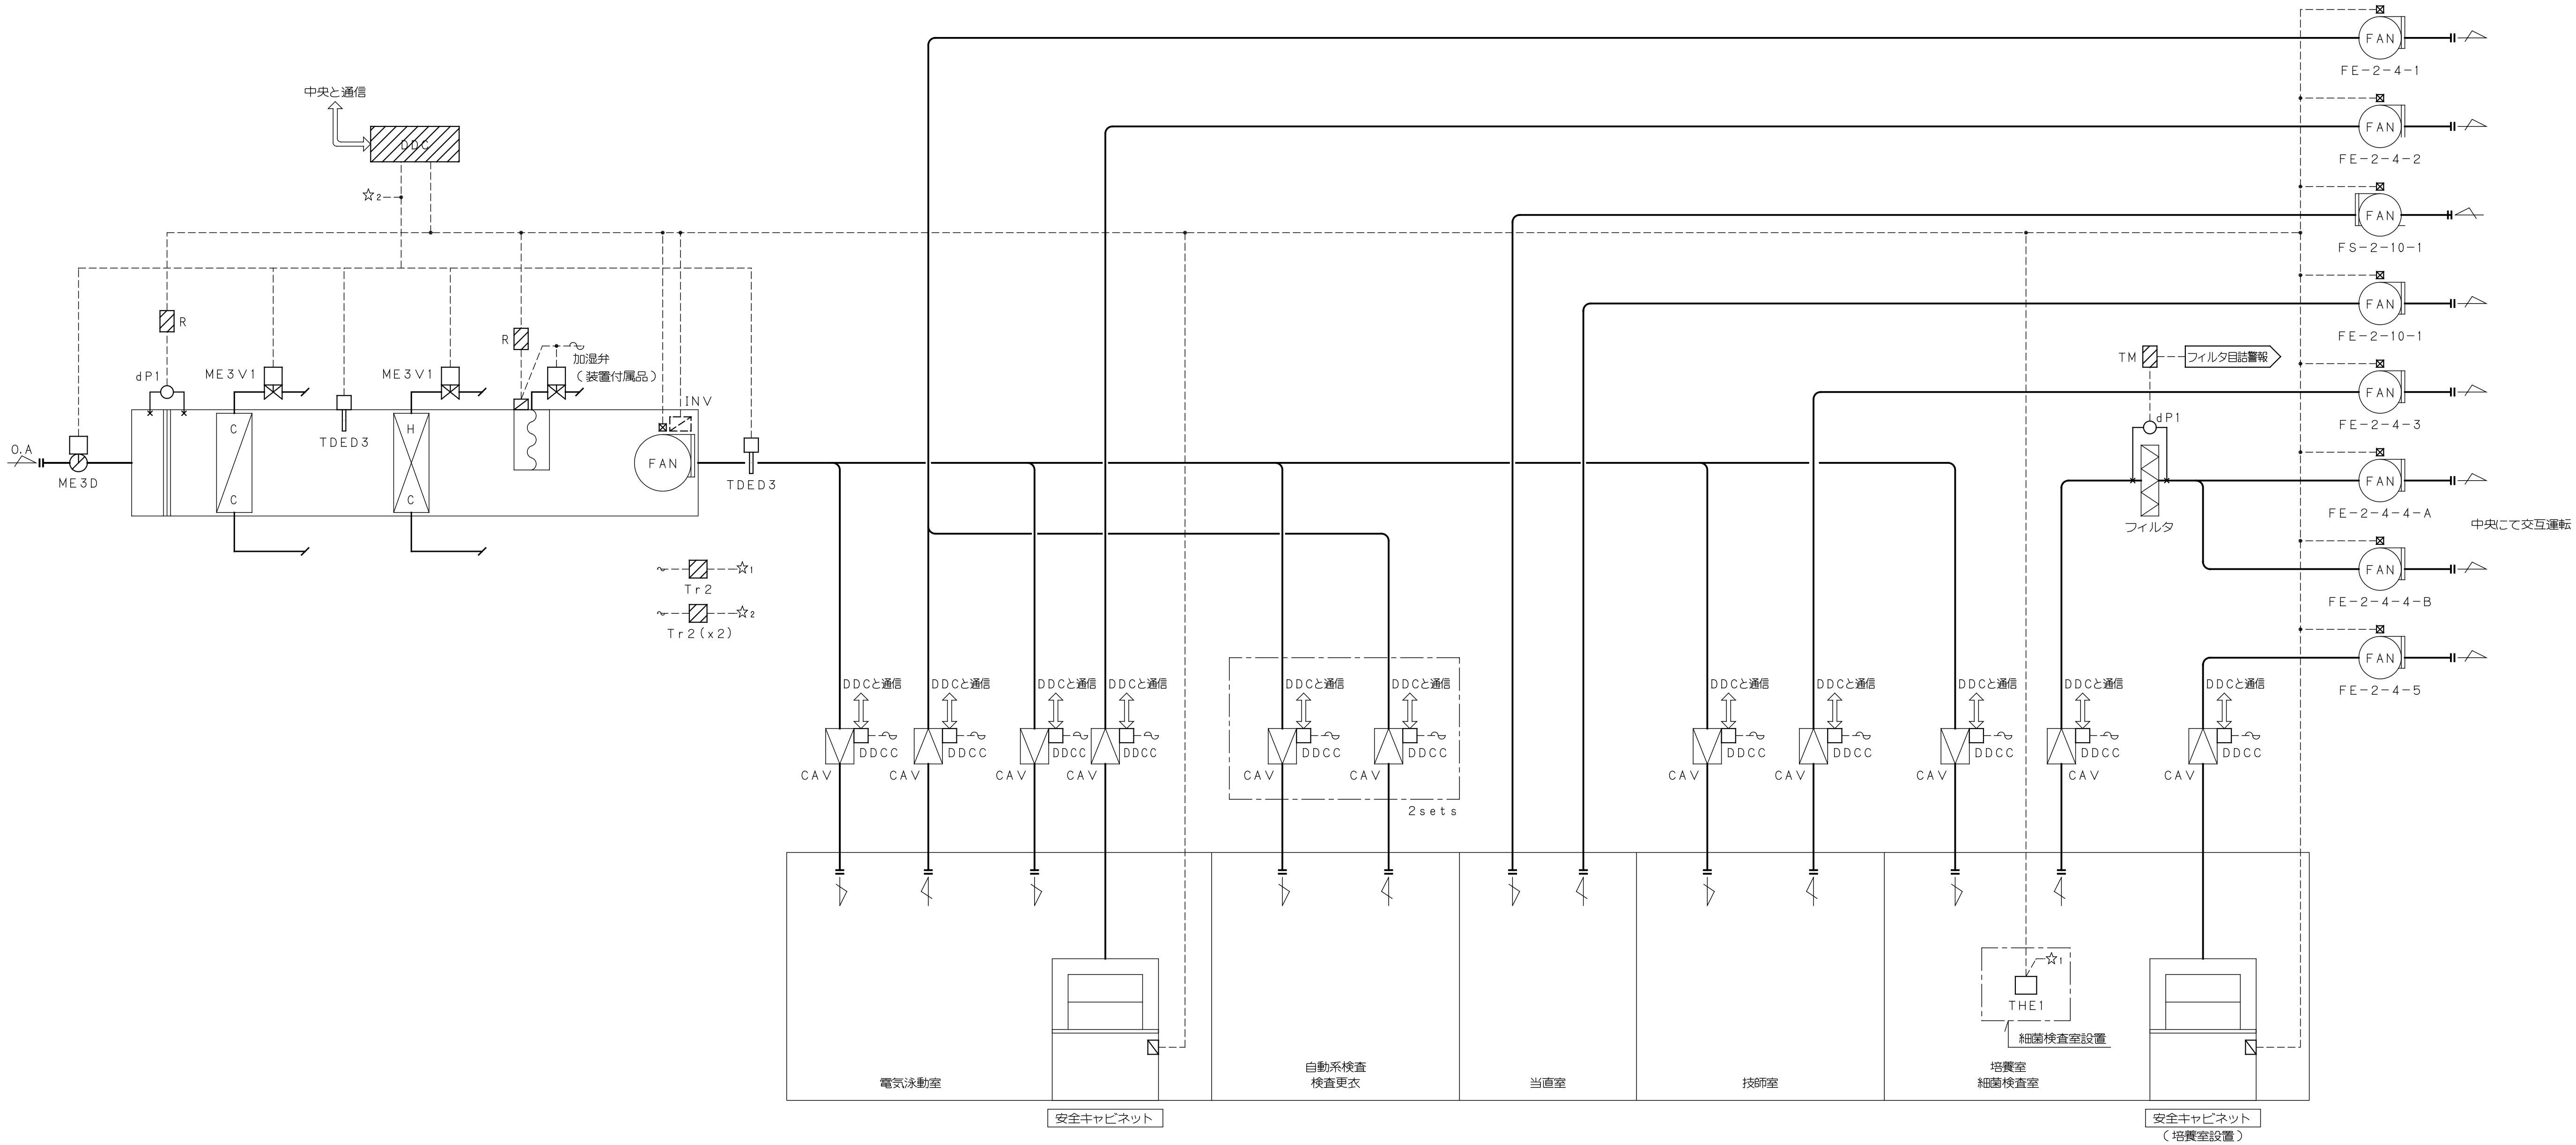 FAN
FE-2-4-1
中央と通信
DDC
☆2
FAN
FE-2-4-2
FAN
FS-2-10-1
FAN
FE-2-10-1
R
R
加湿弁
(装置付属品)
dP1
ME3V1
ME3V1
INV
TM
フィルタ目詰警報
FAN
FE-2-4-3
O.A
ME3D
C
C
TDED3
H
C
FAN
TDED3
dP1
フィルタ
FAN
FE-2-4-4-A
中央にて交互運転
☆1
Tr2
☆2
Tr2(x2)
FAN
FE-2-4-4-B
FAN
FE-2-4-5
DDCと通信
DDCと通信
DDCと通信
DDCと通信
DDCと通信
DDCと通信
DDCと通信
DDCと通信
DDCと通信
DDCと通信
DDCと通信
DDCC
DDCC
DDCC
DDCC
DDCC
DDCC
DDCC
DDCC
DDCC
DDCC
DDCC
CAV
CAV
CAV
CAV
CAV
CAV
CAV
CAV
CAV
CAV
CAV
2sets
☆1
THE1
細菌検査室設置
電気泳動室
自動系検査
検査更衣
当直室
技師室
培養室
細菌検査室
安全キャビネット
安全キャビネット
(培養室設置)